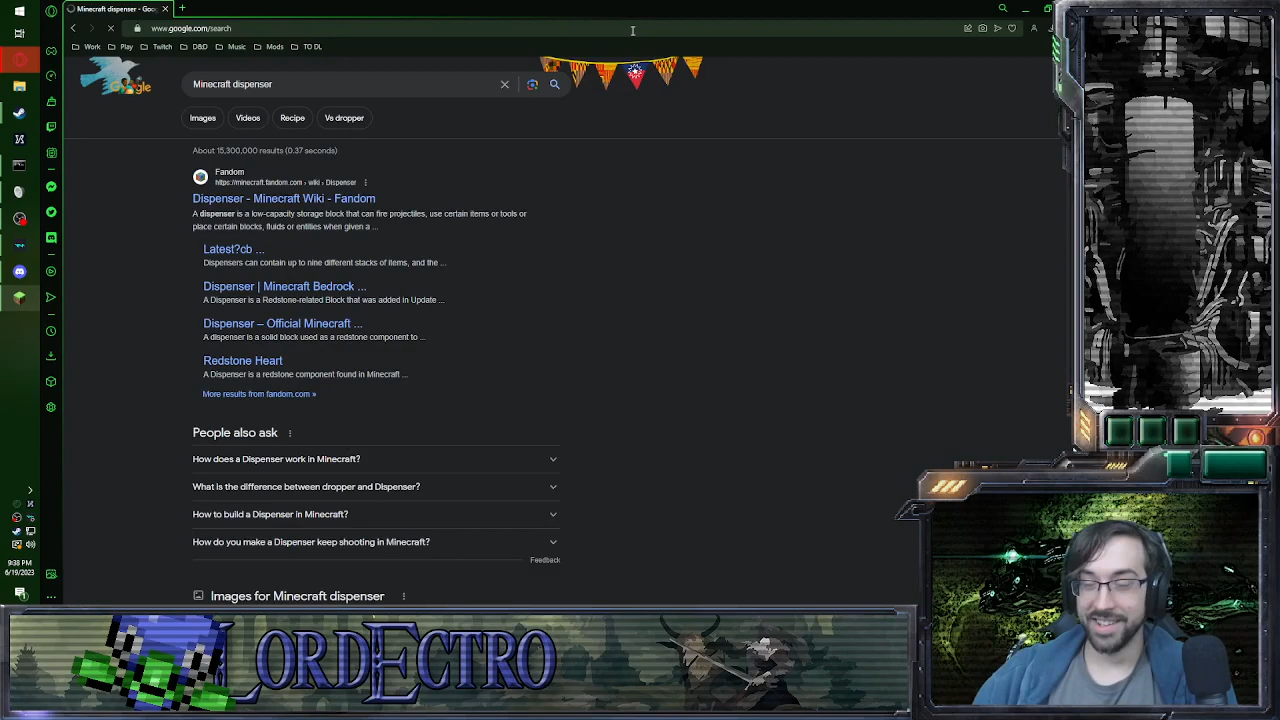 Minecraft dispenser - Goo
www.google.com/search
Work Play Twitch D&D Music Mods TO DL
Google
Minecraft dispenser
Images Videos Recipe Vs dropper
About 15,300,000 results (0.37 seconds)
Fandom
https://minecraft.fandom.com › wiki › Dispenser
Dispenser - Minecraft Wiki - Fandom
A dispenser is a low-capacity storage block that can fire projectiles, use certain items or tools or
place certain blocks, fluids or entities when given a ...
Latest?cb ...
Dispensers can contain up to nine different stacks of items, and the ...
Dispenser | Minecraft Bedrock ...
A Dispenser is a Redstone-related Block that was added in Update ...
Dispenser – Official Minecraft ...
A dispenser is a solid block used as a redstone component to ...
Redstone Heart
A Dispenser is a redstone component found in Minecraft ...
More results from fandom.com »
People also ask
How does a Dispenser work in Minecraft?
What is the difference between dropper and Dispenser?
How to build a Dispenser in Minecraft?
How do you make a Dispenser keep shooting in Minecraft?
Feedback
Images for Minecraft dispenser
9:38 PM
6/19/2023
LORDECTRO